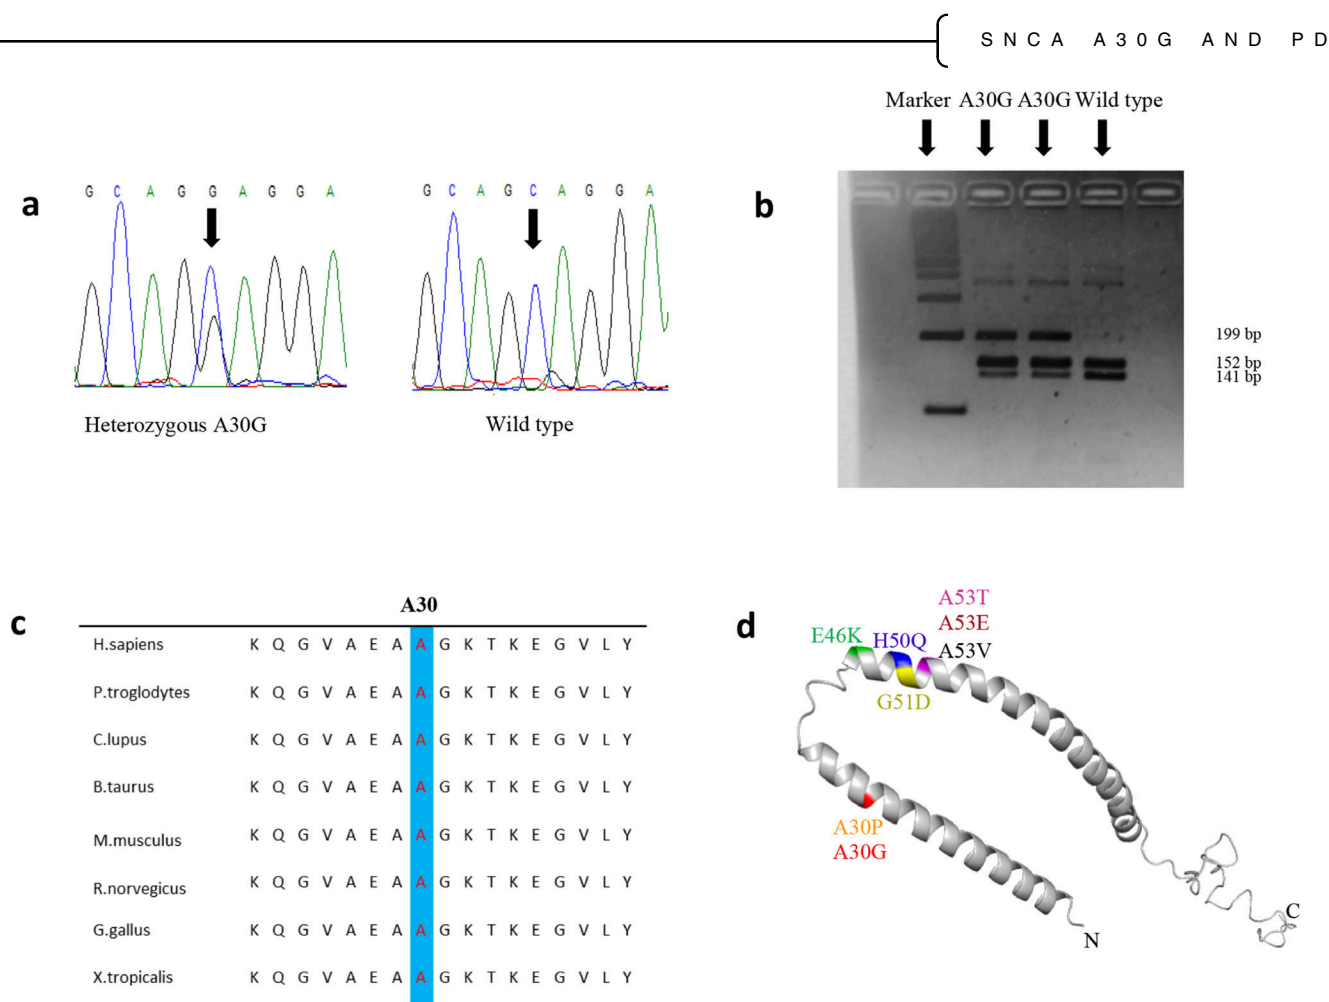 SNCA A30G AND PD
a
G C A G G A G G A
Heterozygous A30G
G C A G C A G G A
Wild type
b
Marker A30G A30G Wild type
199 bp
152 bp
141 bp
c
A30
H.sapiens K Q G V A E A A G K T K E G V L Y
P.troglodytes K Q G V A E A A G K T K E G V L Y
C.lupus K Q G V A E A A G K T K E G V L Y
B.taurus K Q G V A E A A G K T K E G V L Y
M.musculus K Q G V A E A A G K T K E G V L Y
R.norvegicus K Q G V A E A A G K T K E G V L Y
G.gallus K Q G V A E A A G K T K E G V L Y
X.tropicalis K Q G V A E A A G K T K E G V L Y
d
A53T
A53E
E46K H50Q A53V
G51D
A30P
A30G
N
C